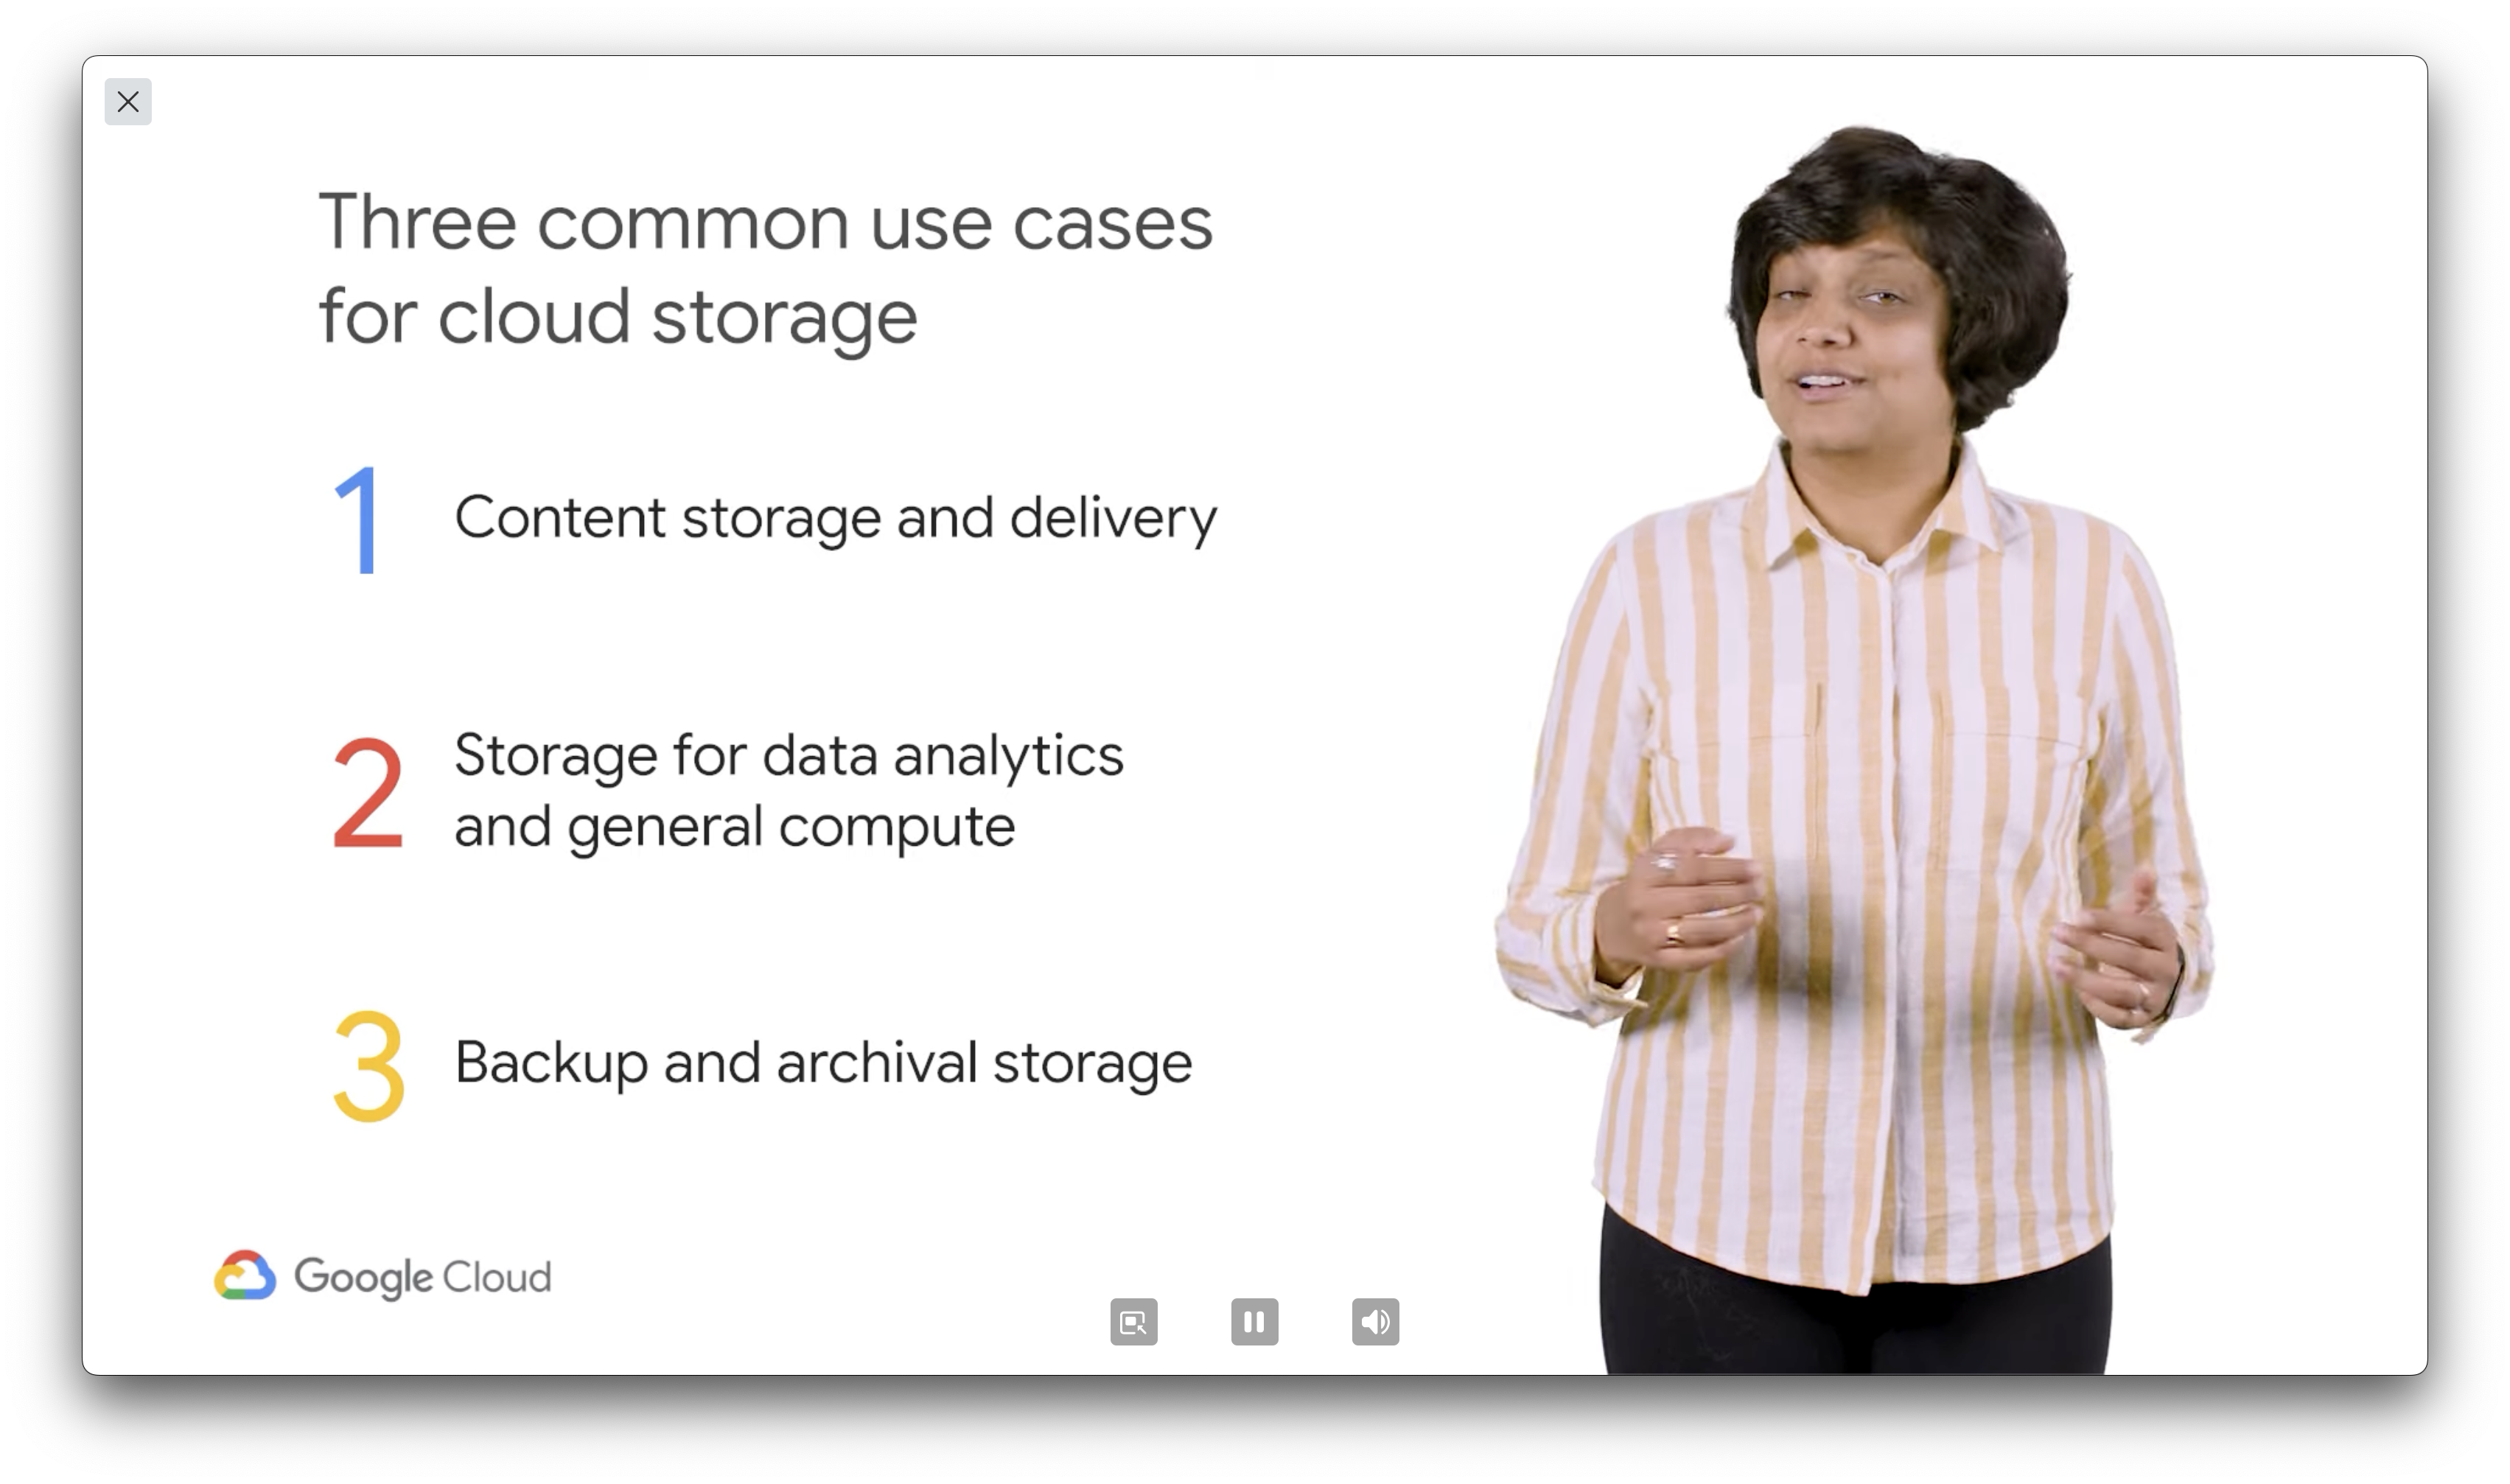 Three common use cases
for cloud storage
1 Content storage and delivery
2 Storage for data analytics
and general compute
3 Backup and archival storage
Google Cloud